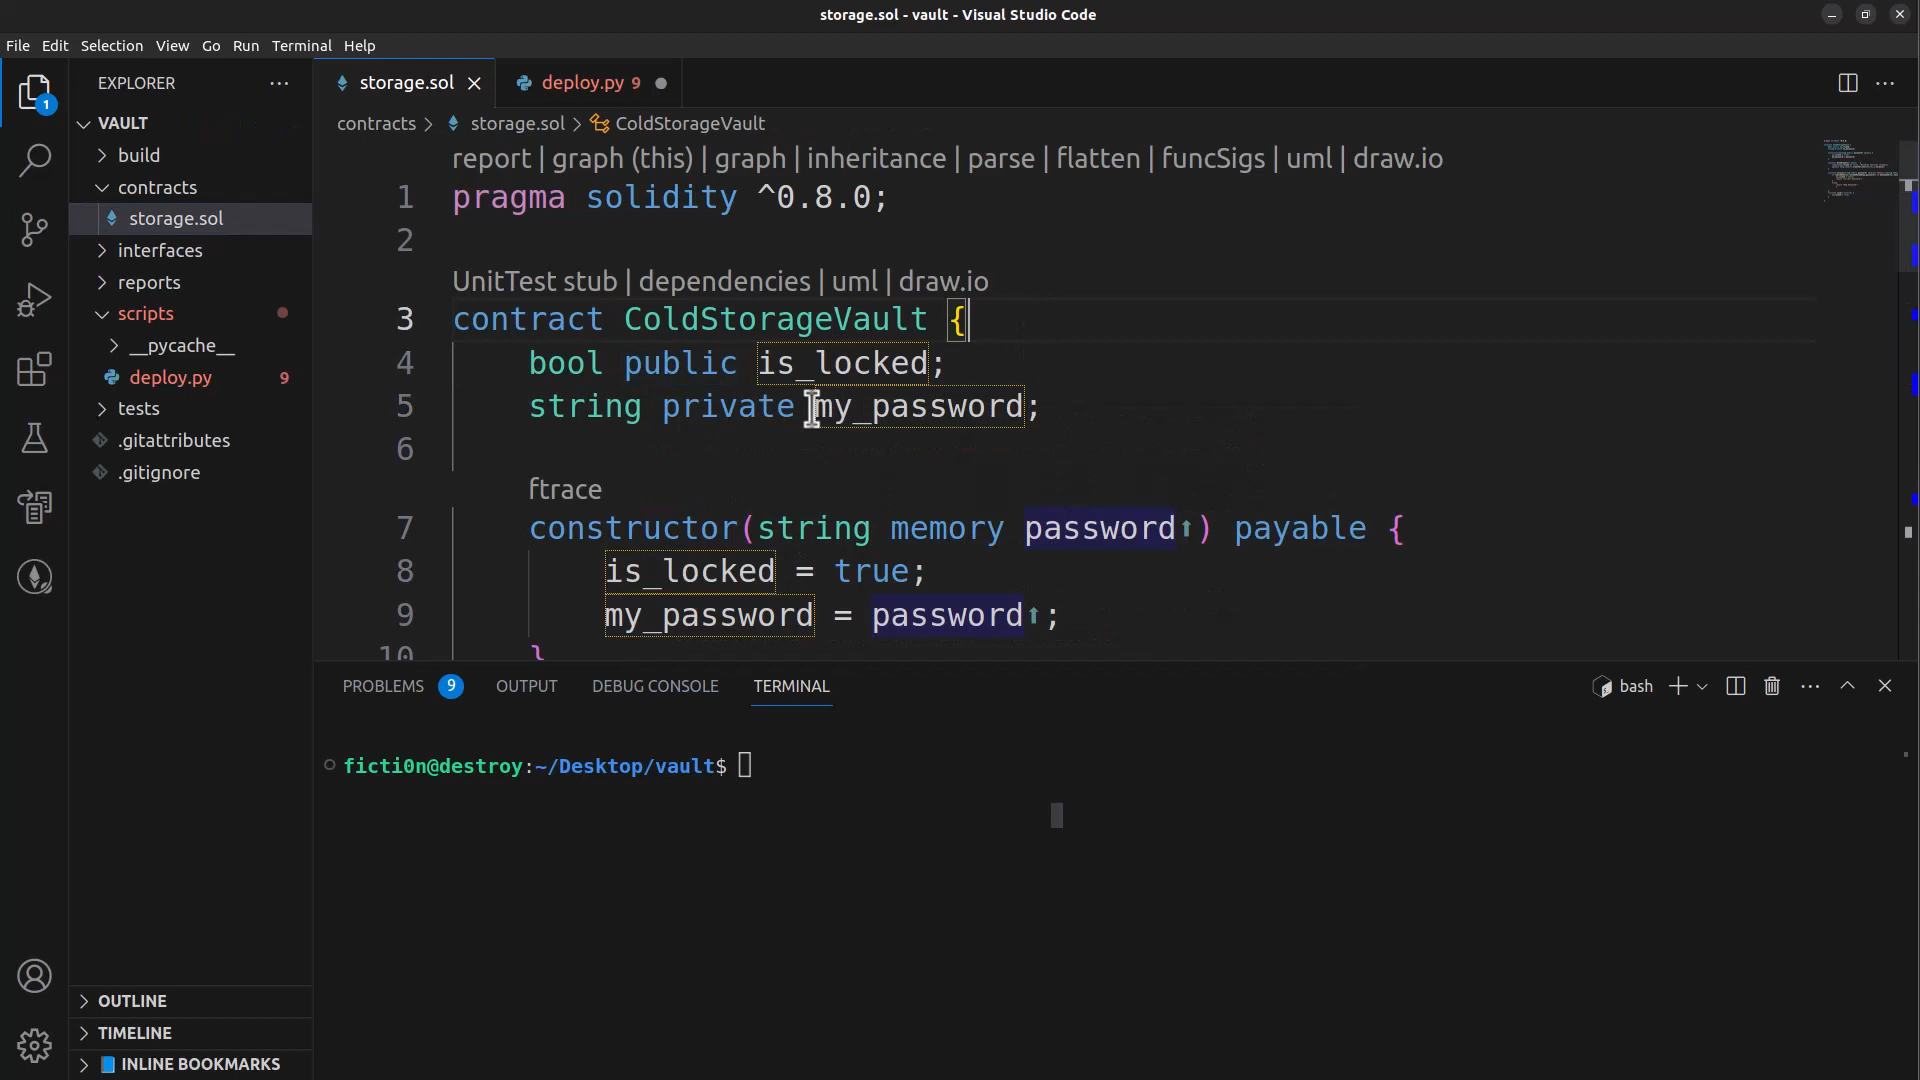 storage.sol - vault - Visual Studio Code
File Edit Selection View Go Run Terminal Help
EXPLORER
1
VAULT
build
contracts
storage.sol
interfaces
reports
scripts
__pycache__
deploy.py 9
tests
.gitattributes
.gitignore
OUTLINE
TIMELINE
INLINE BOOKMARKS
storage.sol deploy.py 9
contracts > storage.sol > ColdStorageVault
report | graph (this) | graph | inheritance | parse | flatten | funcSigs | uml | draw.io
1 pragma solidity ^0.8.0;
2
UnitTest stub | dependencies | uml | draw.io
3 contract ColdStorageVault {
4 bool public is_locked;
5 string private my_password;
6
ftrace
7 constructor(string memory password⬆) payable {
8 is_locked = true;
9 my_password = password⬆;
10 }
PROBLEMS 9 OUTPUT DEBUG CONSOLE TERMINAL bash
ficti0n@destroy:~/Desktop/vault$